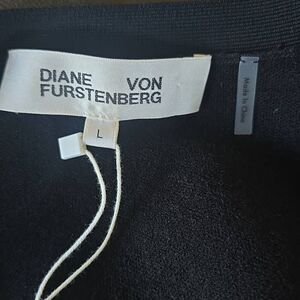 DIANE VON
FURSTENBERG
L
Made in China